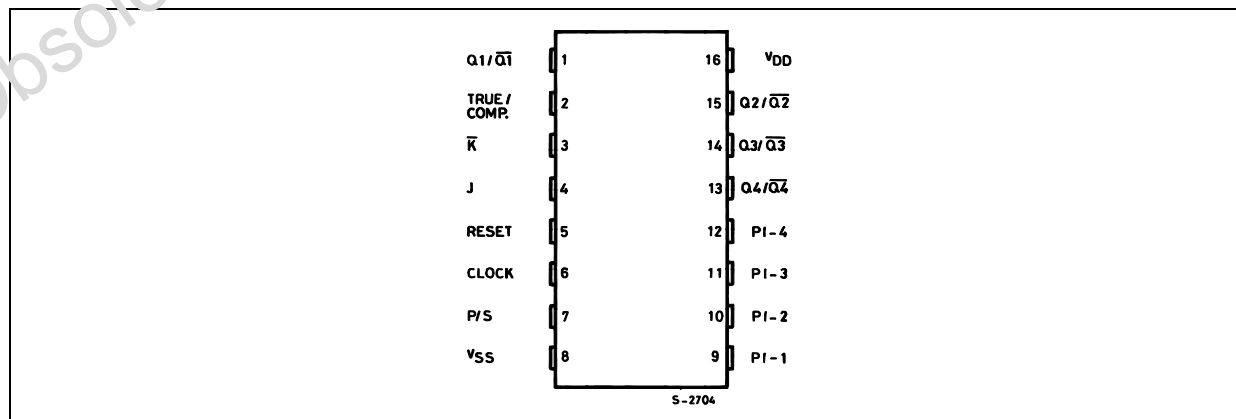 Q1/Q̅1̅ 1 16 VDD
TRUE/ 2 15 Q2/Q̅2̅
COMP.
K̅ 3 14 Q3/Q̅3̅
J 4 13 Q4/Q̅4̅
RESET 5 12 PI-4
CLOCK 6 11 PI-3
P/S 7 10 PI-2
VSS 8 9 PI-1
S-2704